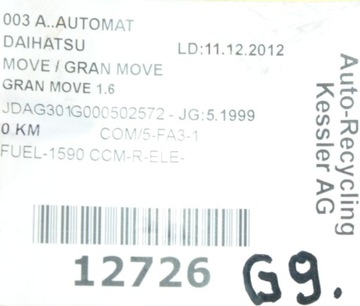 003 A..AUTOMAT
DAIHATSU LD:11.12.2012
MOVE / GRAN MOVE
GRAN MOVE 1.6
JDAG301G000502572 - JG:5.1999
0 KM COM/5-FA3-1
FUEL-1590 CCM-R-ELE-
12726
G9.
Auto-Recycling
Kessler AG